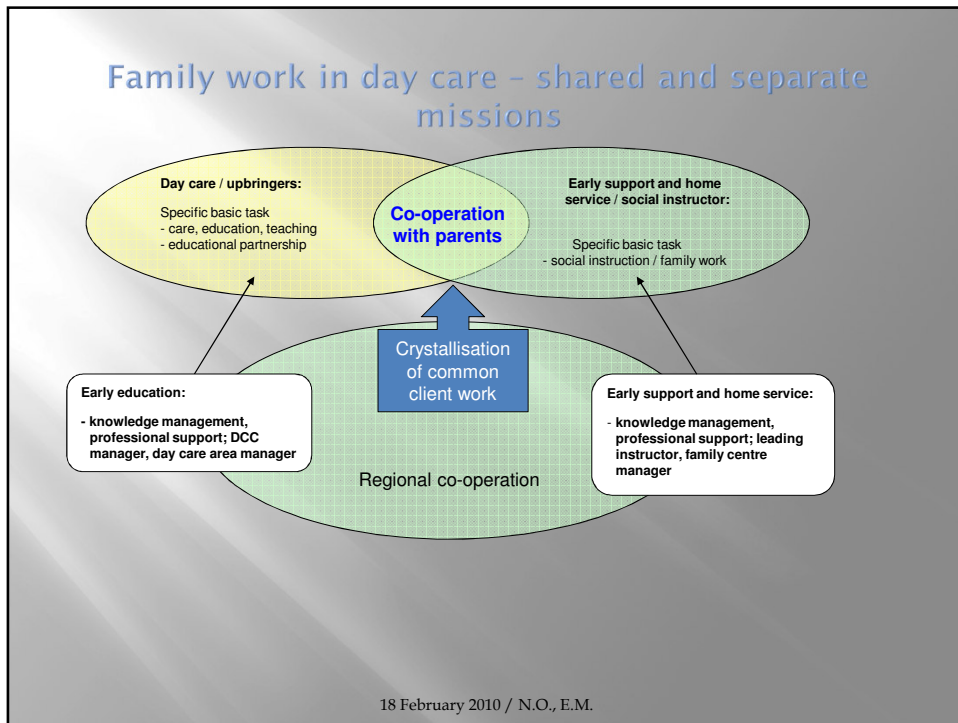 Family work in day care – shared and separate
missions
Day care / upbringers:
Specific basic task
- care, education, teaching
- educational partnership
Co-operation
with parents
Early support and home
service / social instructor:
Specific basic task
- social instruction / family work
Crystallisation
of common
client work
Early education:
- knowledge management,
professional support; DCC
manager, day care area manager
Early support and home service:
- knowledge management,
professional support; leading
instructor, family centre
manager
Regional co-operation
18 February 2010 / N.O., E.M.